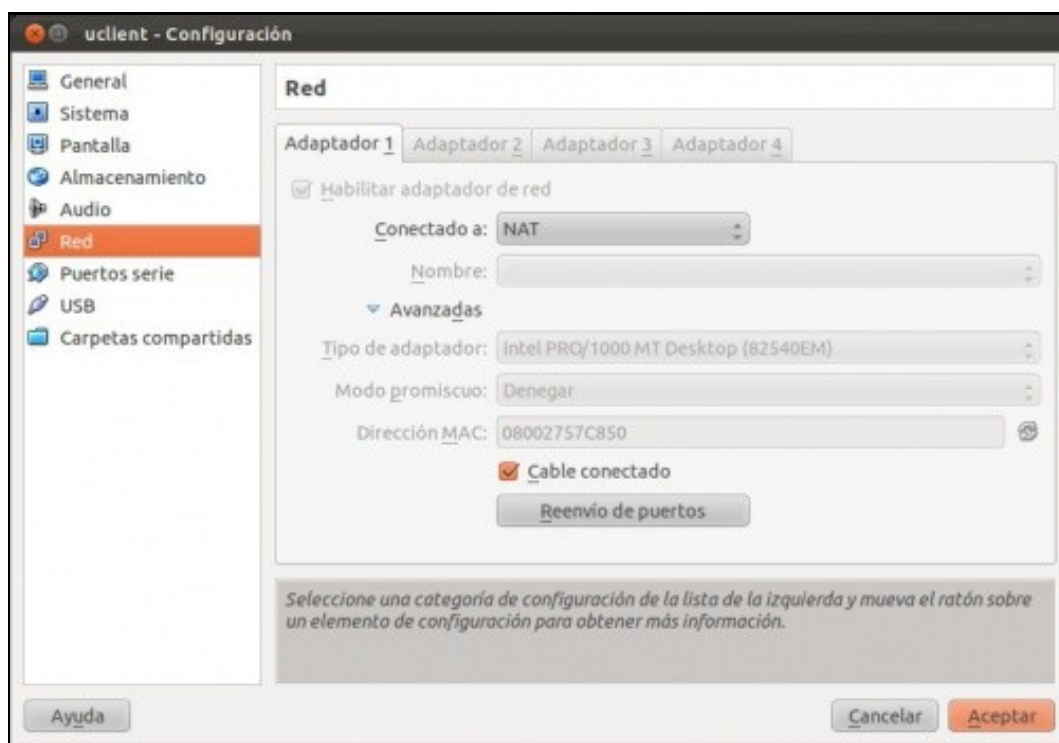 uclient - Configuración
General
Sistema
Pantalla
Almacenamiento
Audio
Red
Puertos serie
USB
Carpetas compartidas
Red
Adaptador 1 Adaptador 2 Adaptador 3 Adaptador 4
Habilitar adaptador de red
Conectado a: NAT
Nombre:
Avanzadas
Tipo de adaptador: Intel PRO/1000 MT Desktop (82540EM)
Modo promiscuo: Denegar
Dirección MAC: 08002757C850
Cable conectado
Reenvío de puertos
Seleccione una categoría de configuración de la lista de la izquierda y mueva el ratón sobre
un elemento de configuración para obtener más información.
Ayuda Cancelar Aceptar